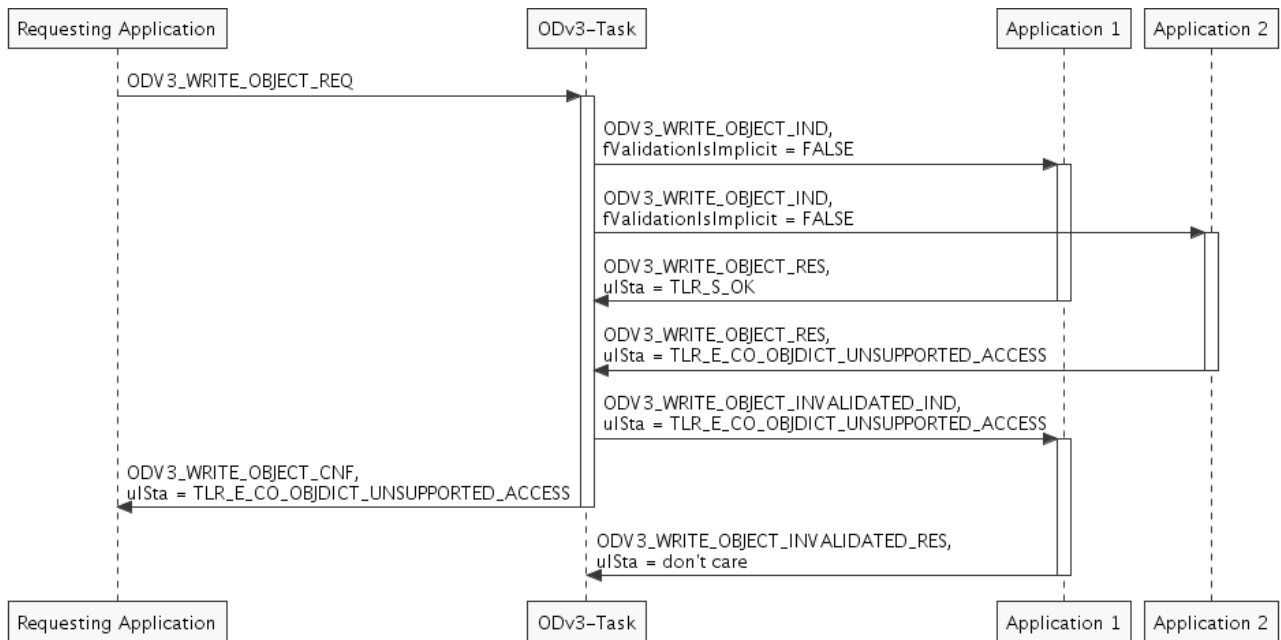 Requesting Application
ODv3-Task
Application 1
Application 2
ODV3_WRITE_OBJECT_REQ
ODV3_WRITE_OBJECT_IND,
fValidationIsImplicit = FALSE
ODV3_WRITE_OBJECT_IND,
fValidationIsImplicit = FALSE
ODV3_WRITE_OBJECT_RES,
ulSta = TLR_S_OK
ODV3_WRITE_OBJECT_RES,
ulSta = TLR_E_CO_OBJDICT_UNSUPPORTED_ACCESS
ODV3_WRITE_OBJECT_INVALIDATED_IND,
ulSta = TLR_E_CO_OBJDICT_UNSUPPORTED_ACCESS
ODV3_WRITE_OBJECT_CNF,
ulSta = TLR_E_CO_OBJDICT_UNSUPPORTED_ACCESS
ODV3_WRITE_OBJECT_INVALIDATED_RES,
ulSta = don't care
Requesting Application
ODv3-Task
Application 1
Application 2